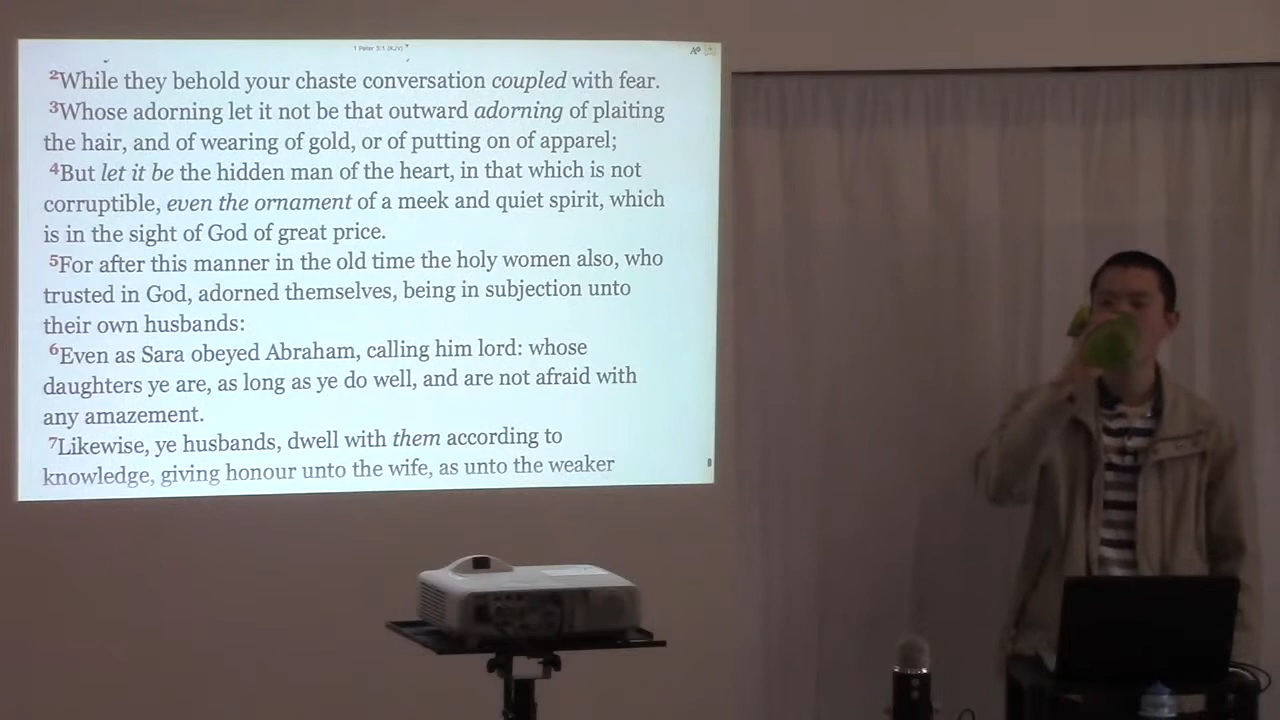 1 Peter 3:1 (KJV)
²While they behold your chaste conversation coupled with fear.
³Whose adorning let it not be that outward adorning of plaiting
the hair, and of wearing of gold, or of putting on of apparel;
⁴But let it be the hidden man of the heart, in that which is not
corruptible, even the ornament of a meek and quiet spirit, which
is in the sight of God of great price.
⁵For after this manner in the old time the holy women also, who
trusted in God, adorned themselves, being in subjection unto
their own husbands:
⁶Even as Sara obeyed Abraham, calling him lord: whose
daughters ye are, as long as ye do well, and are not afraid with
any amazement.
⁷Likewise, ye husbands, dwell with them according to
knowledge, giving honour unto the wife, as unto the weaker